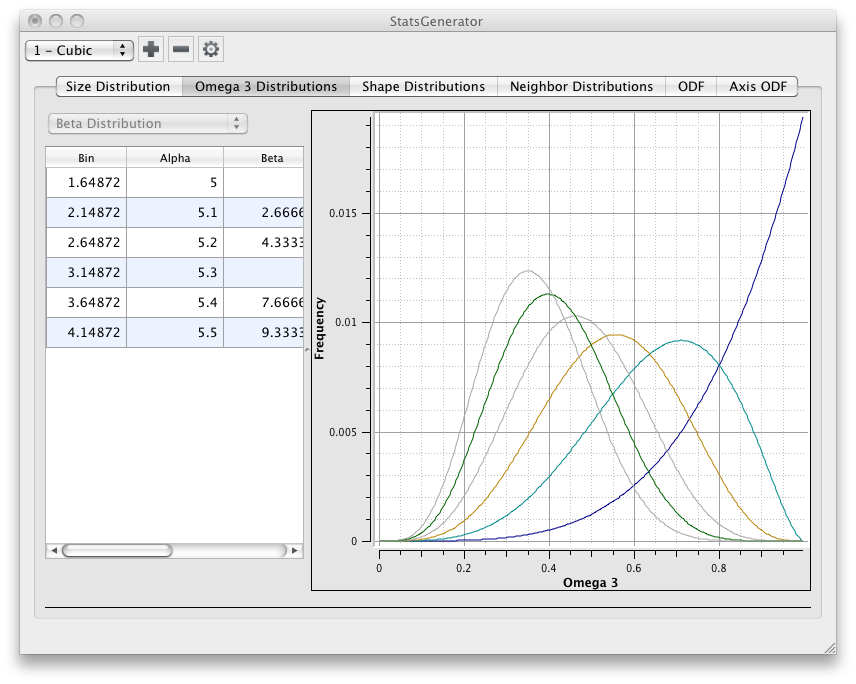 StatsGenerator
1 - Cubic
Size Distribution Omega 3 Distributions Shape Distributions Neighbor Distributions ODF Axis ODF
Beta Distribution
Bin Alpha Beta
1.64872 5
2.14872 5.1 2.6666
2.64872 5.2 4.3333
3.14872 5.3
3.64872 5.4 7.6666
4.14872 5.5 9.3333
Frequency
0.015
0.01
0.005
0
0 0.2 0.4 0.6 0.8
Omega 3